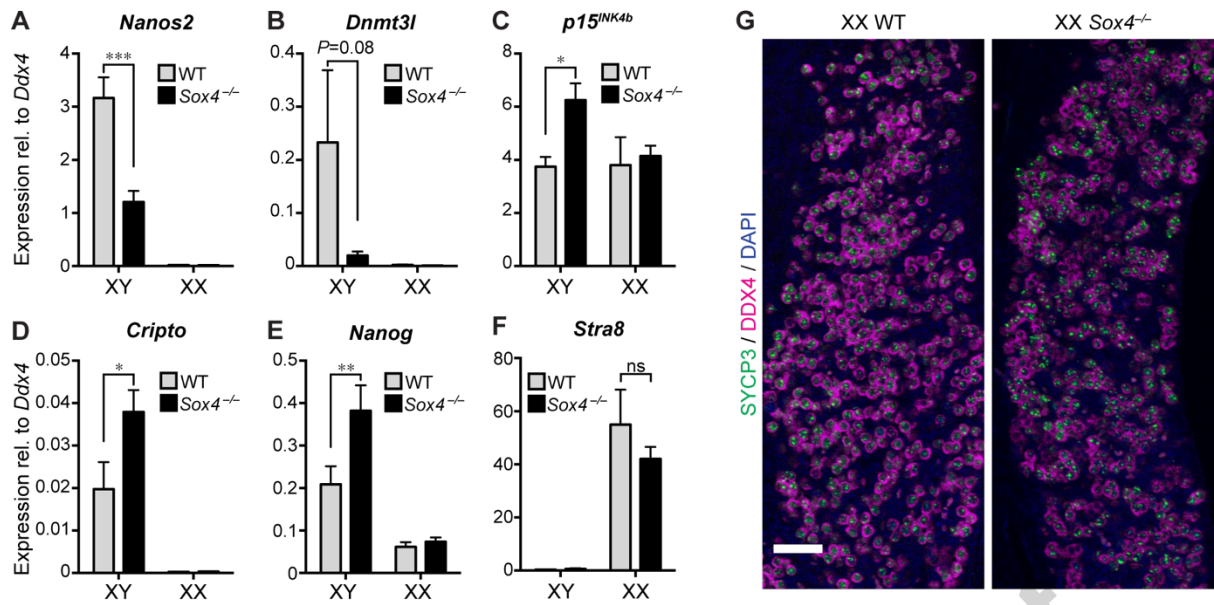 A Nanos2
Expression rel. to Ddx4
4
3
2
1
0
***
WT
Sox4⁻/⁻
XY XX
B Dnmt3l
0.4
0.3
0.2
0.1
0
P=0.08
WT
Sox4⁻/⁻
XY XX
C p15^INK4b
8
6
4
2
0
*
WT
Sox4⁻/⁻
XY XX
D Cripto
Expression rel. to Ddx4
0.05
0.04
0.03
0.02
0.01
0
*
WT
Sox4⁻/⁻
XY XX
E Nanog
0.5
0.4
0.3
0.2
0.1
0
**
WT
Sox4⁻/⁻
XY XX
F Stra8
80
60
40
20
0
ns
WT
Sox4⁻/⁻
XY XX
G XX WT XX Sox4⁻/⁻
SYCP3 / DDX4 / DAPI